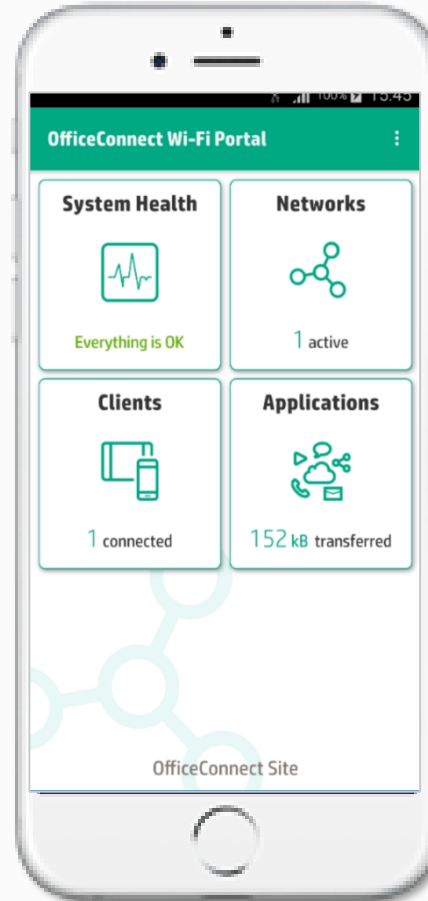 100% 15:45
OfficeConnect Wi-Fi Portal
System Health
Networks
Everything is OK
1 active
Clients
Applications
1 connected
152 kB transferred
OfficeConnect Site